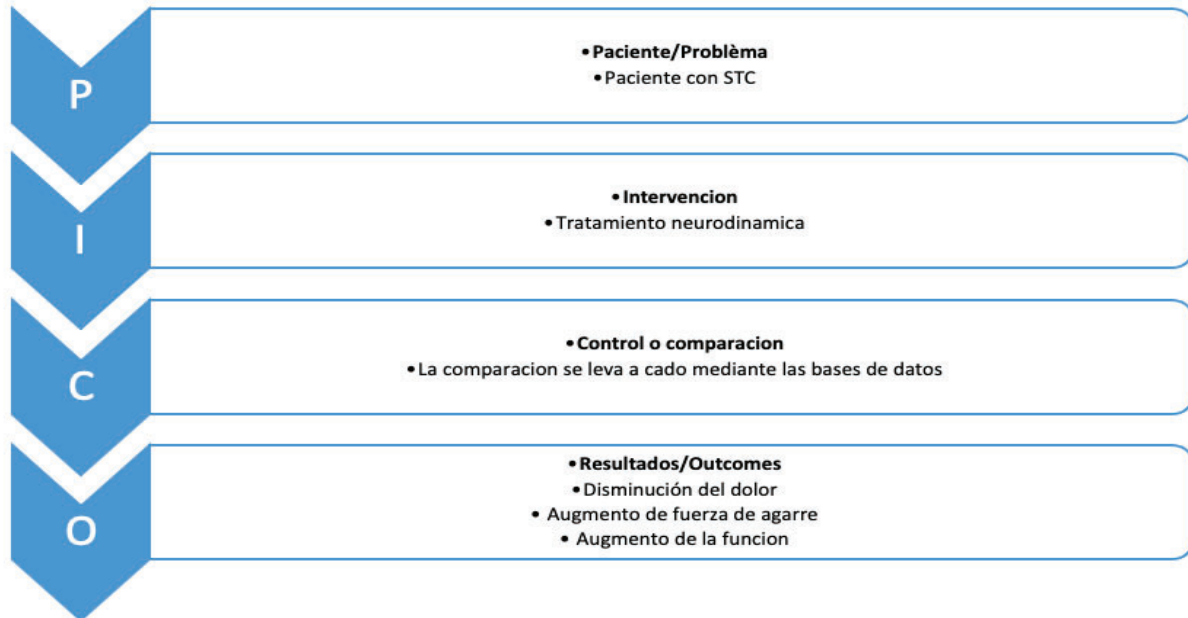 P
•Paciente/Problèma
•Paciente con STC
I
•Intervencion
•Tratamiento neurodinamica
C
•Control o comparacion
•La comparacion se leva a cado mediante las bases de datos
O
•Resultados/Outcomes
•Disminución del dolor
• Augmento de fuerza de agarre
• Augmento de la funcion